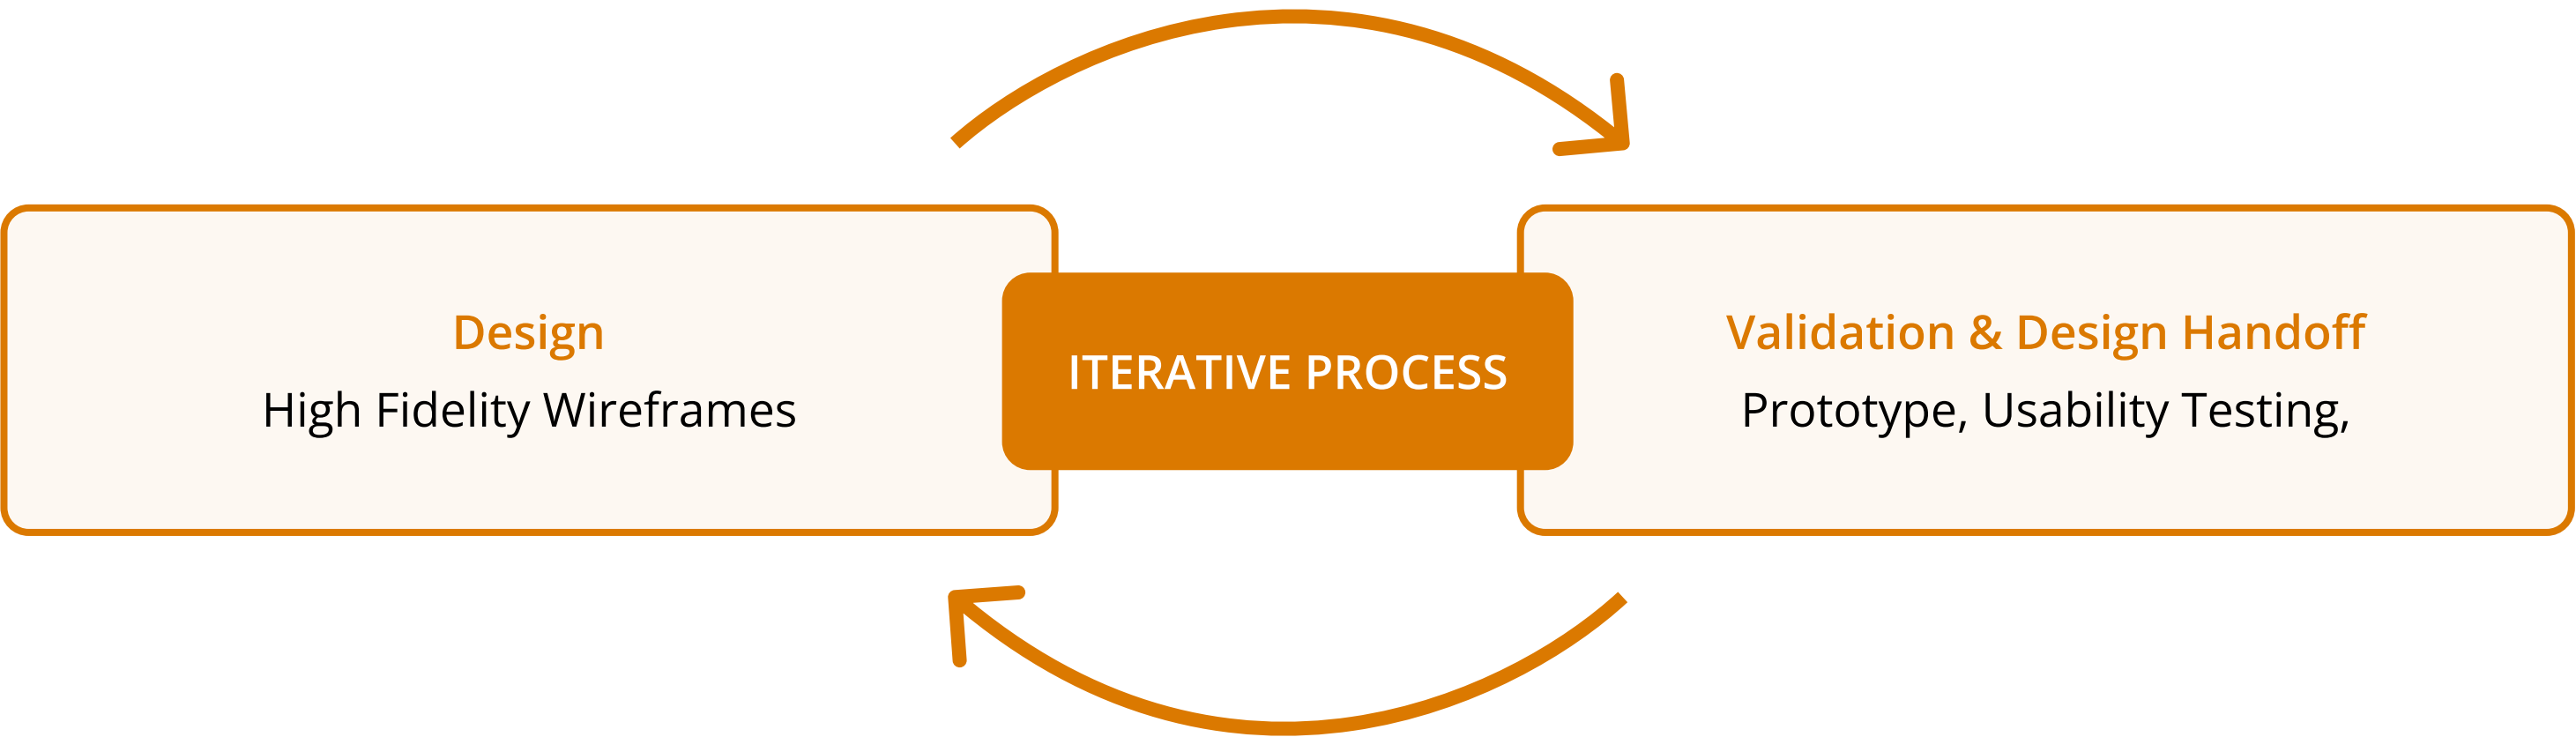 Design
High Fidelity Wireframes
ITERATIVE PROCESS
Validation & Design Handoff
Prototype, Usability Testing,